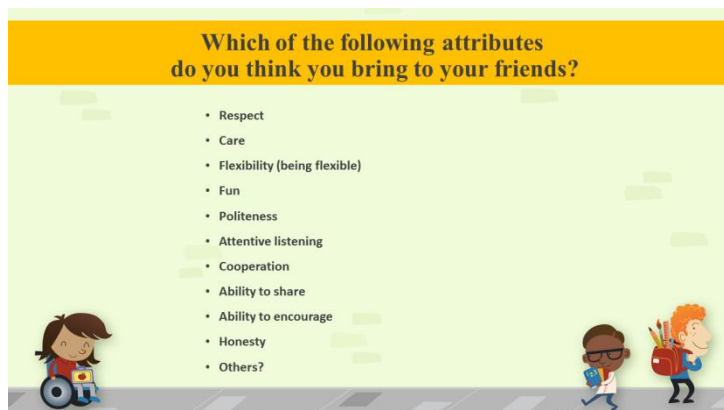 Which of the following attributes
do you think you bring to your friends?
• Respect
• Care
• Flexibility (being flexible)
• Fun
• Politeness
• Attentive listening
• Cooperation
• Ability to share
• Ability to encourage
• Honesty
• Others?